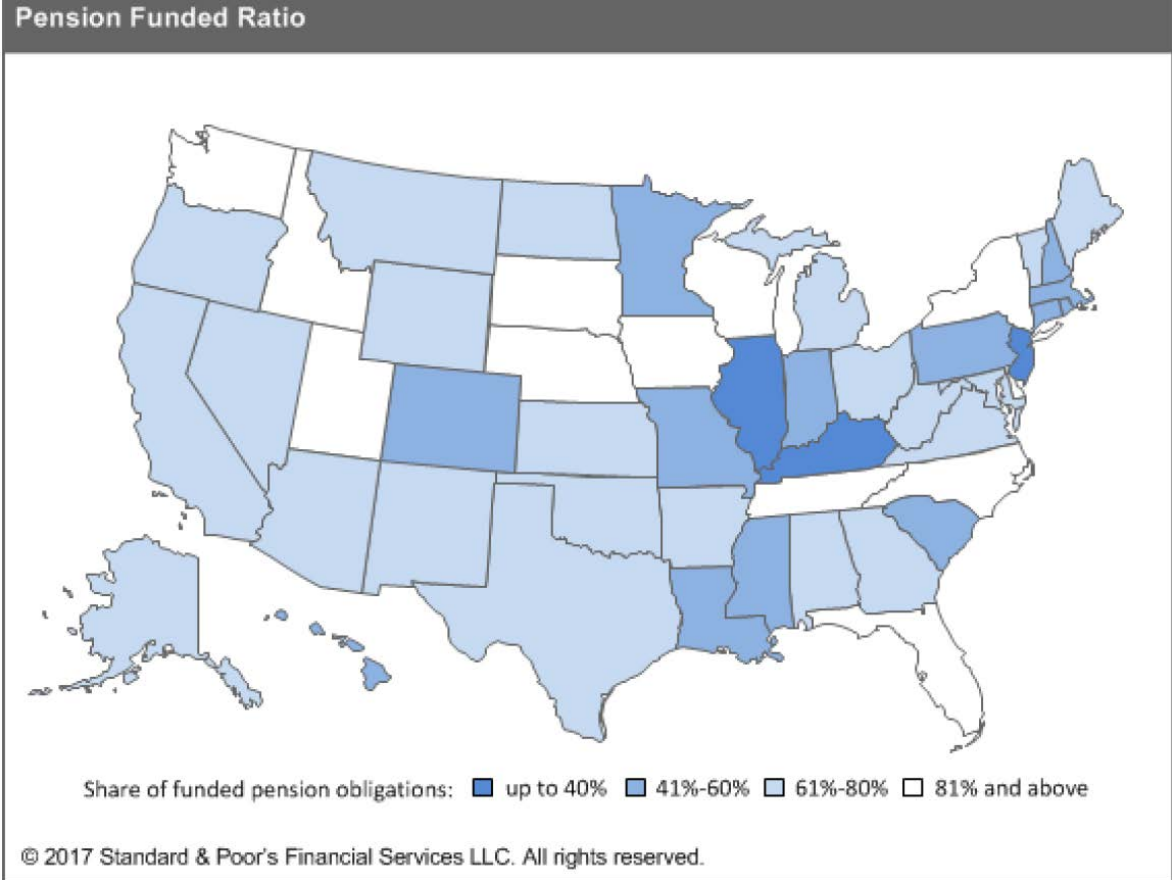 Pension Funded Ratio
Share of funded pension obligations: up to 40% 41%-60% 61%-80% 81% and above
© 2017 Standard & Poor's Financial Services LLC. All rights reserved.